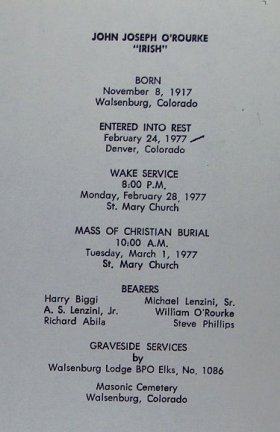 JOHN JOSEPH O'ROURKE
"IRISH"
BORN
November 8, 1917
Walsenburg, Colorado
ENTERED INTO REST
February 24, 1977
Denver, Colorado
WAKE SERVICE
8:00 P.M.
Monday, February 28, 1977
St. Mary Church
MASS OF CHRISTIAN BURIAL
10:00 A.M.
Tuesday, March 1, 1977
St. Mary Church
BEARERS
Harry Biggi Michael Lenzini, Sr.
A. S. Lenzini, Jr. William O'Rourke
Richard Abila Steve Phillips
GRAVESIDE SERVICES
by
Walsenburg Lodge BPO Elks, No. 1086
Masonic Cemetery
Walsenburg, Colorado